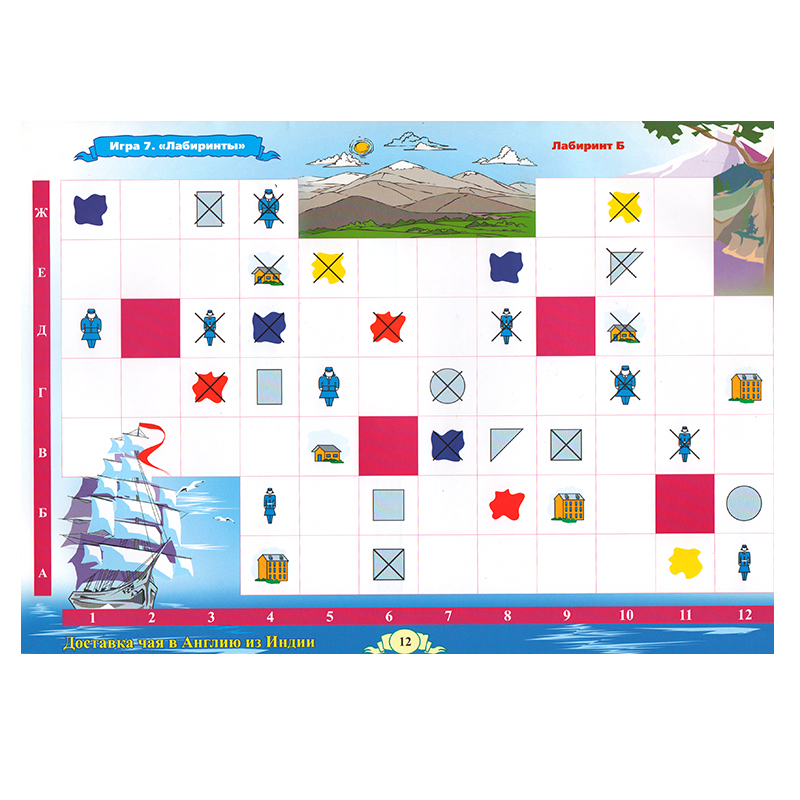 Игра 7. «Лабиринты»
Лабиринт Б
Ж
Е
Д
Г
В
Б
А
1 2 3 4 5 6 7 8 9 10 11 12
Доставка чая в Англию из Индии
12